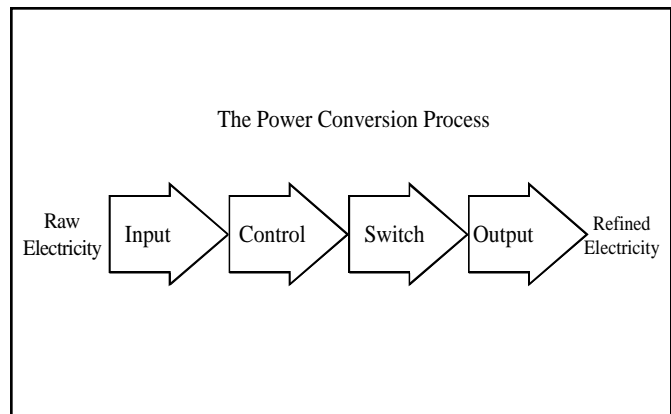 The Power Conversion Process
Raw
Electricity
Input
Control
Switch
Output
Refined
Electricity